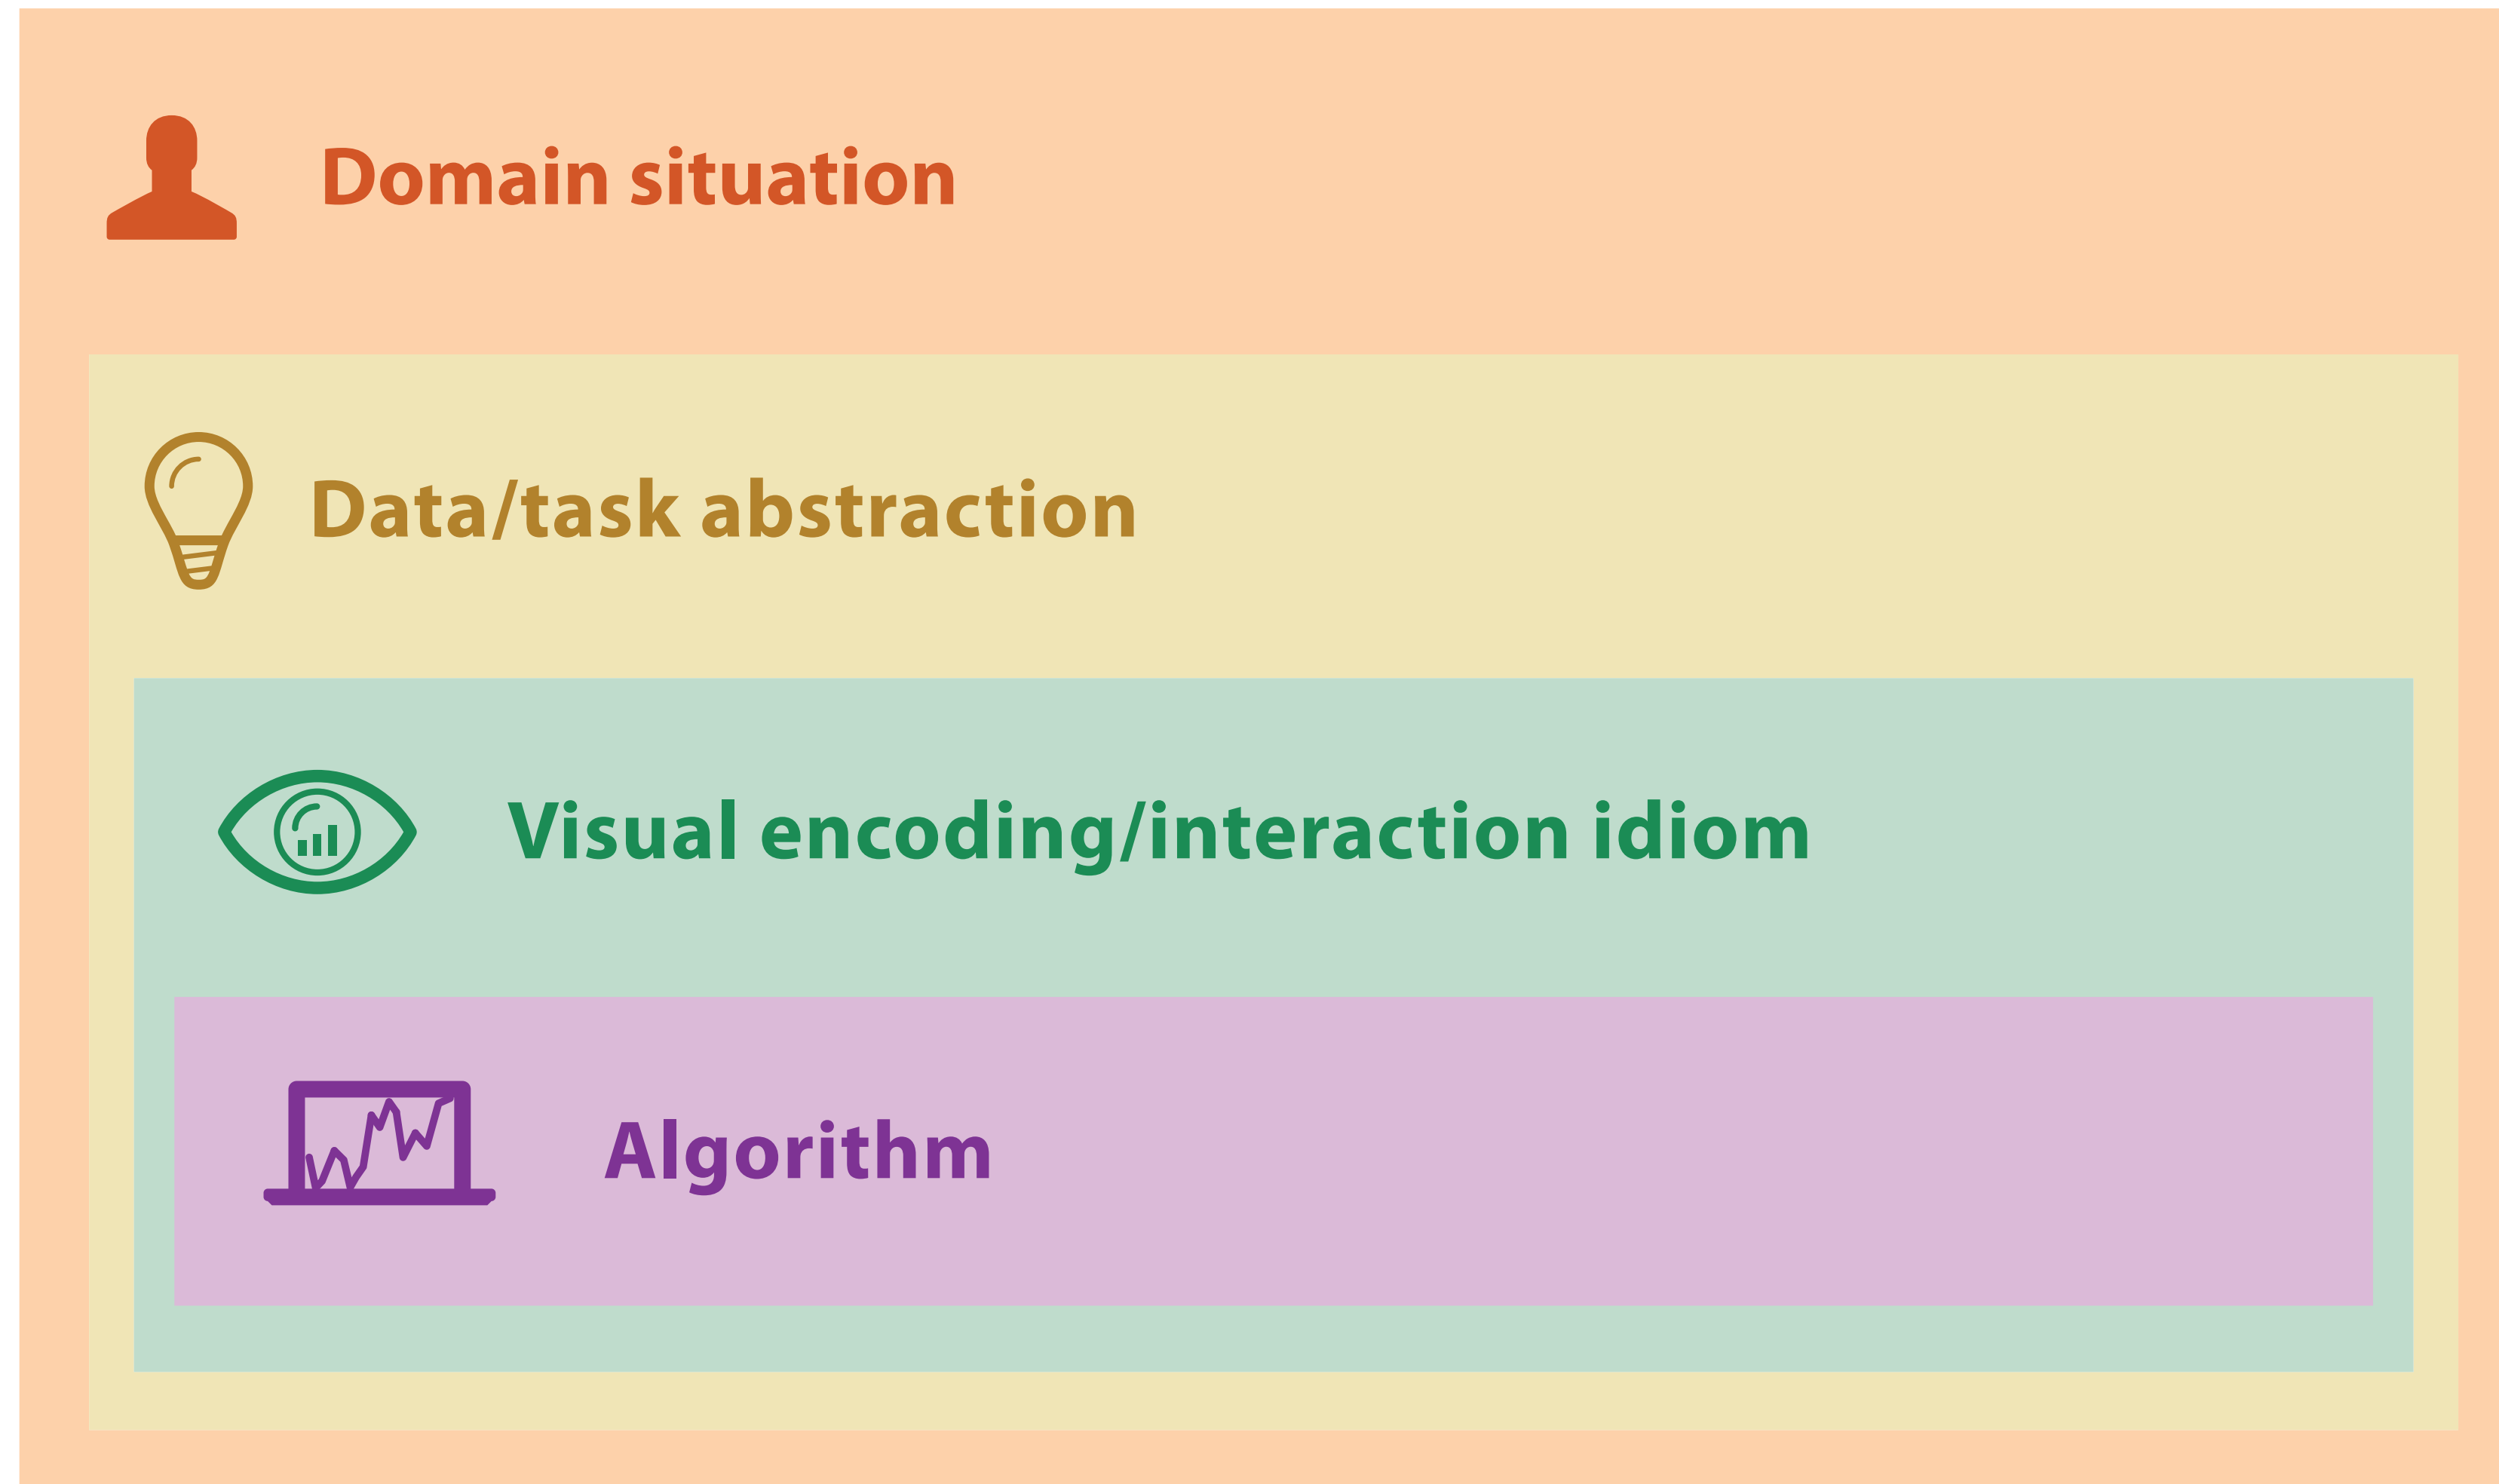 Domain situation
Data/task abstraction
Visual encoding/interaction idiom
Algorithm